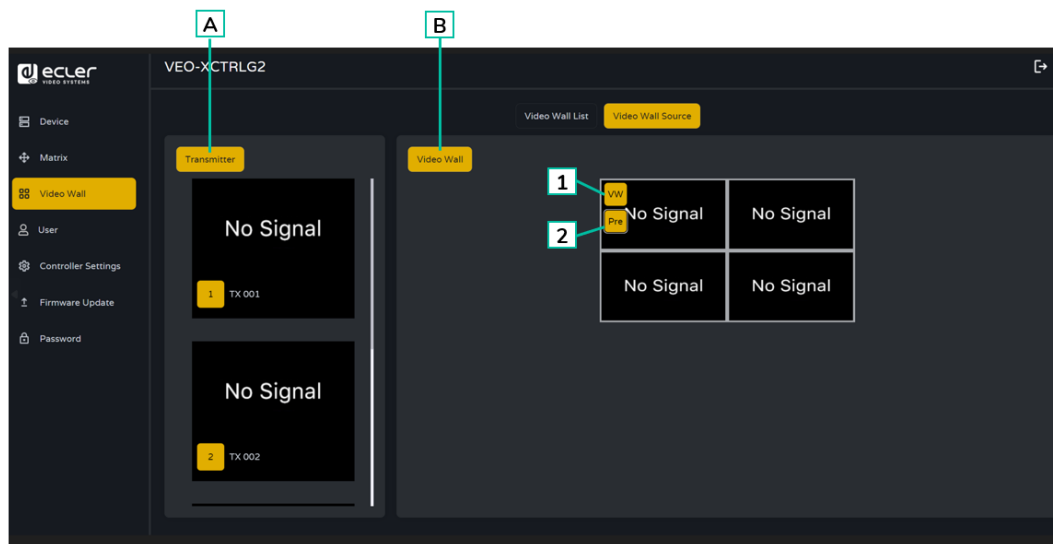 A
B
ecler
VIDEO SYSTEMS
VEO-XCTRLG2
Device
Matrix
Video Wall
User
Controller Settings
Firmware Update
Password
Video Wall List
Video Wall Source
Transmitter
No Signal
1
TX 001
No Signal
2
TX 002
Video Wall
1
2
VW
Pre
No Signal
No Signal
No Signal
No Signal